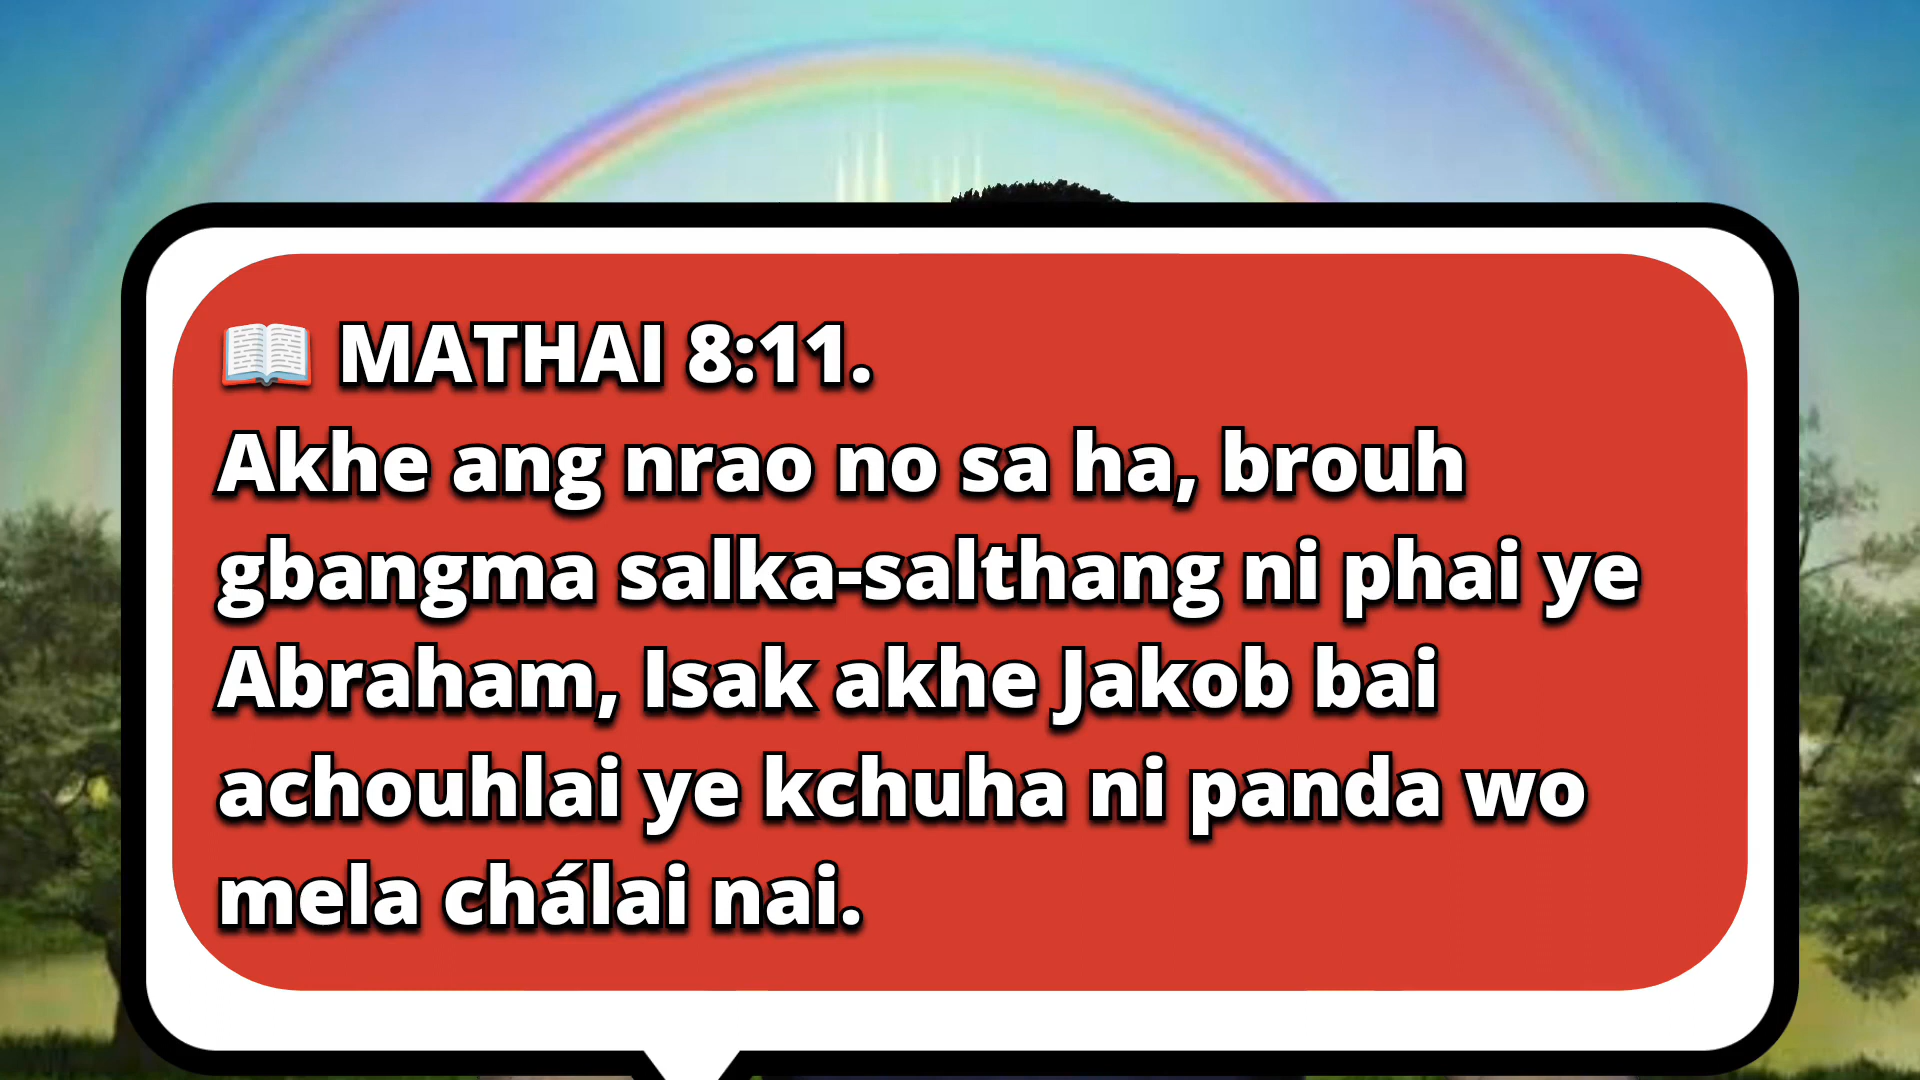 📖 MATHAI 8:11.
Akhe ang nrao no sa ha, brouh
gbangma salka-salthang ni phai ye
Abraham, Isak akhe Jakob bai
achouhlai ye kchuha ni panda wo
mela chálai nai.